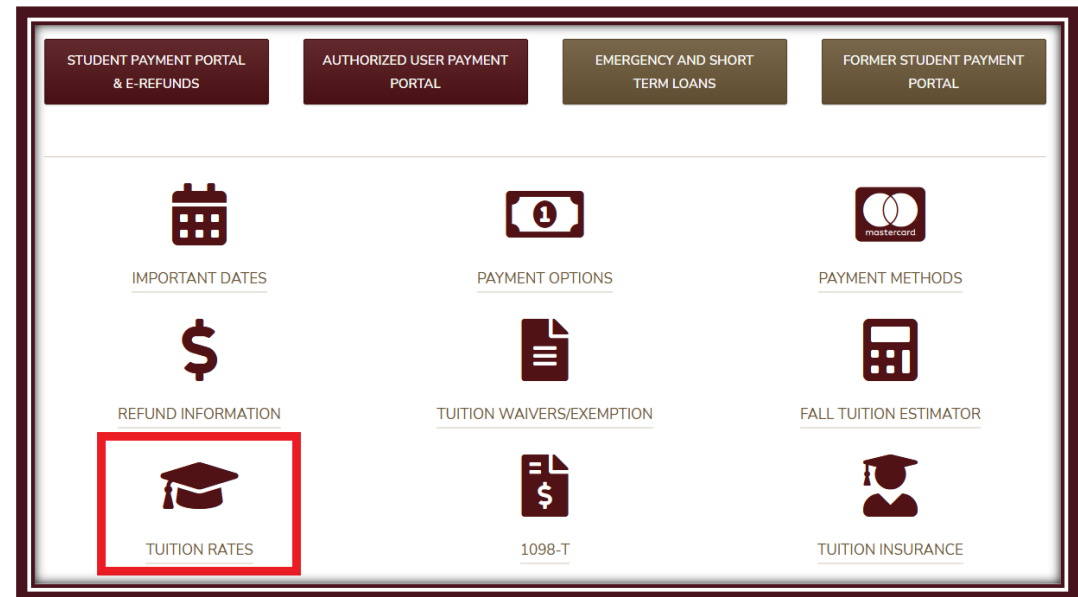 STUDENT PAYMENT PORTAL
& E-REFUNDS
AUTHORIZED USER PAYMENT
PORTAL
EMERGENCY AND SHORT
TERM LOANS
FORMER STUDENT PAYMENT
PORTAL
1
mastercard
IMPORTANT DATES
PAYMENT OPTIONS
PAYMENT METHODS
$
REFUND INFORMATION
TUITION WAIVERS/EXEMPTION
FALL TUITION ESTIMATOR
$
TUITION RATES
1098-T
TUITION INSURANCE